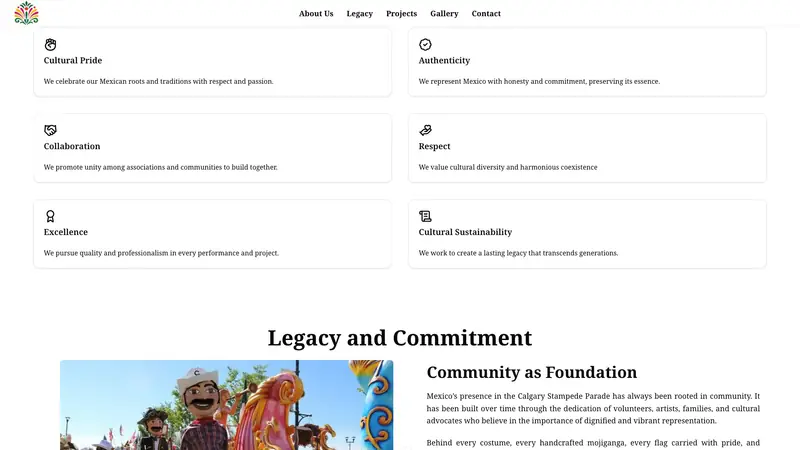 About Us Legacy Projects Gallery Contact
Cultural Pride
We celebrate our Mexican roots and traditions with respect and passion.
Authenticity
We represent Mexico with honesty and commitment, preserving its essence.
Collaboration
We promote unity among associations and communities to build together.
Respect
We value cultural diversity and harmonious coexistence
Excellence
We pursue quality and professionalism in every performance and project.
Cultural Sustainability
We work to create a lasting legacy that transcends generations.
Legacy and Commitment
C
Community as Foundation
Mexico’s presence in the Calgary Stampede Parade has always been rooted in community. It
has been built over time through the dedication of volunteers, artists, families, and cultural
advocates who believe in the importance of dignified and vibrant representation.
Behind every costume, every handcrafted mojiganga, every flag carried with pride, and